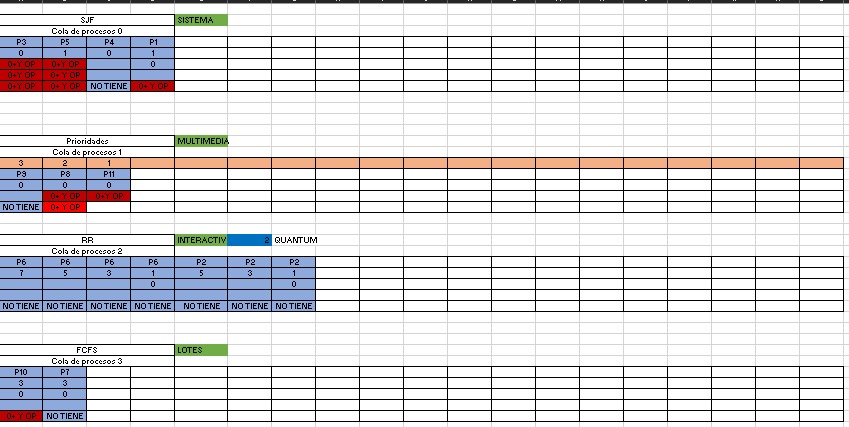 SJF SISTEMA
Cola de procesos 0
P3 P5 P4 P1
0 1 0 1
0+Y OP 0+Y OP 0
0+Y OP 0+Y OP
0+Y OP 0+Y OP NO TIENE 0+Y OP
Prioridades MULTIMEDIA
Cola de procesos 1
3 2 1
P9 P8 P11
0 0 0
0+Y OP 0+Y OP
NO TIENE 0+Y OP
RR INTERACTIV 2 QUANTUM
Cola de procesos 2
P6 P6 P6 P6 P2 P2 P2
7 5 3 1 5 3 1
0 0
NO TIENE NO TIENE NO TIENE NO TIENE NO TIENE NO TIENE NO TIENE
FCFS LOTES
Cola de procesos 3
P10 P7
3 3
0 0
0+Y OP NO TIENE